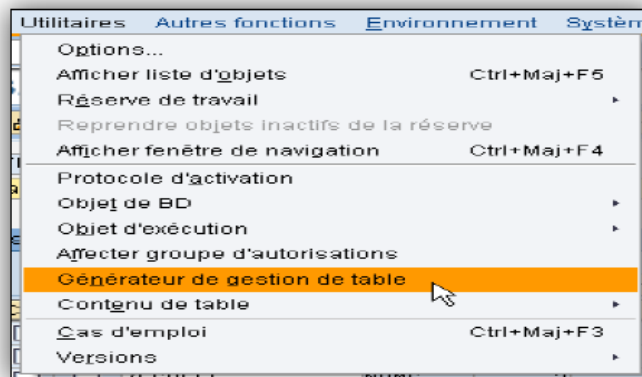 Utilitaires Autres fonctions Environnement Systèm
Options...
Afficher liste d'objets Ctrl+Maj+F5
Réserve de travail
Reprendre objets inactifs de la réserve
Afficher fenêtre de navigation Ctrl+Maj+F4
Protocole d'activation
Objet de BD
Objet d'exécution
Affecter groupe d'autorisations
Générateur de gestion de table
Contenu de table
Cas d'emploi Ctrl+Maj+F3
Versions